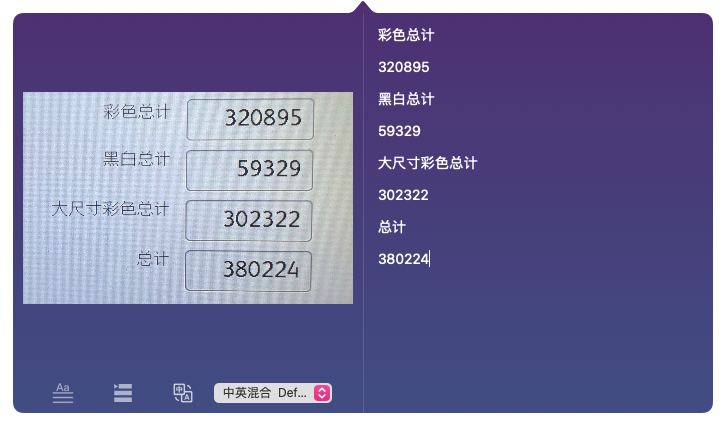 彩色总计
320895
黑白总计
59329
大尺寸彩色总计
302322
总计
380224
彩色总计
320895
黑白总计
59329
大尺寸彩色总计
302322
总计
380224
Aa
中
A
中英混合 Def...